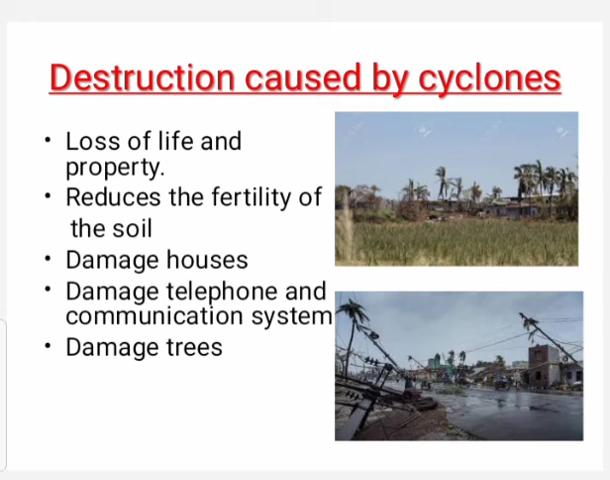 Destruction caused by cyclones
• Loss of life and
property.
• Reduces the fertility of
the soil
• Damage houses
• Damage telephone and
communication system
• Damage trees